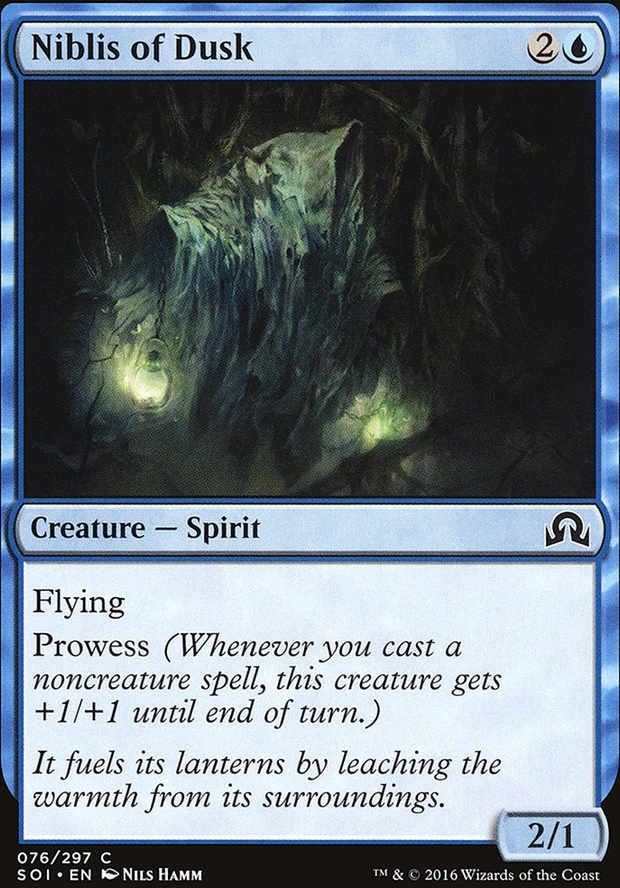 Niblis of Dusk 2
Creature — Spirit
Flying
Prowess (Whenever you cast a
noncreature spell, this creature gets
+1/+1 until end of turn.)
It fuels its lanterns by leaching the
warmth from its surroundings.
2/1
076/297 C
SOI • EN Nils Hamm
™ & © 2016 Wizards of the Coast